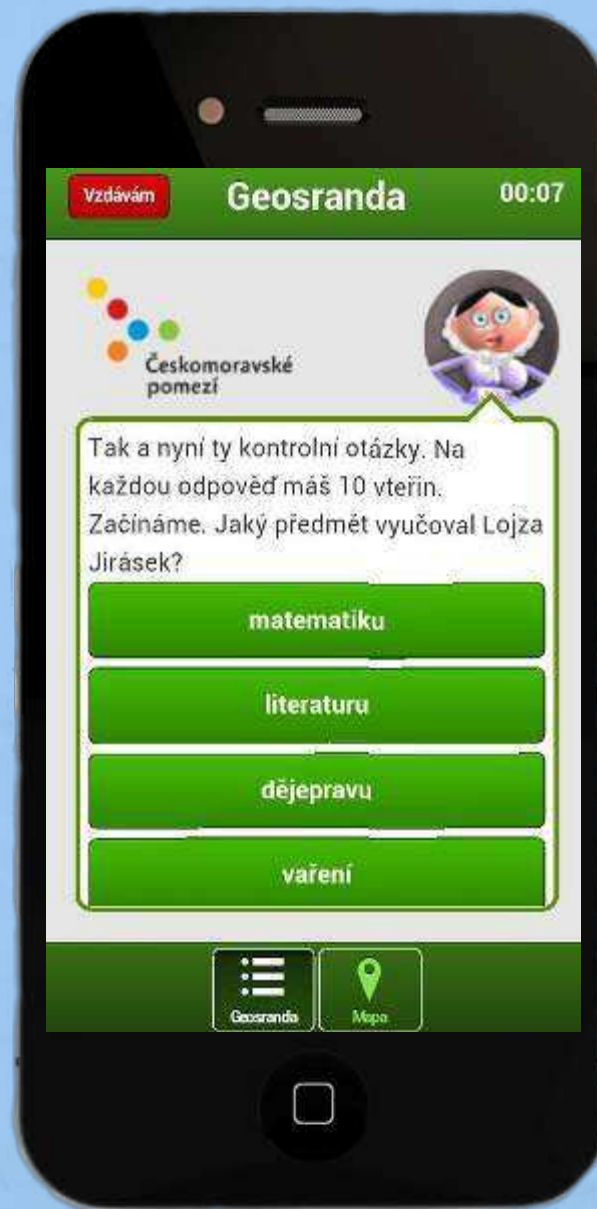 Vzdávám
Geosranda
00:07
Českomoravské
pomezí
Tak a nyní ty kontrolní otázky. Na
každou odpověď máš 10 vteřin.
Začínáme. Jaký předmět vyučoval Lojza
Jirásek?
matematiku
literaturu
dějepravu
vaření
Geosranda
Mapa